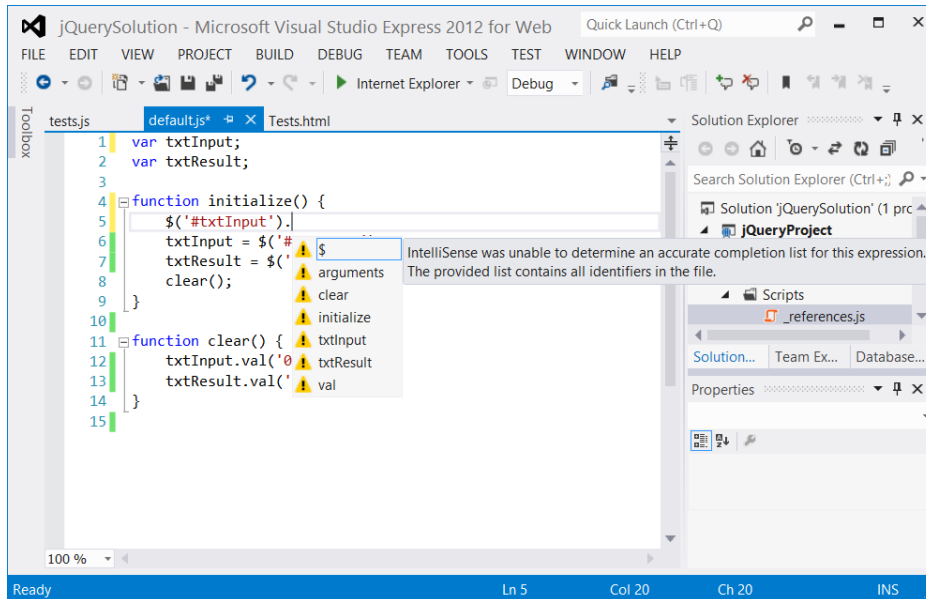 jQuerySolution - Microsoft Visual Studio Express 2012 for Web
Quick Launch (Ctrl+Q)
FILE EDIT VIEW PROJECT BUILD DEBUG TEAM TOOLS TEST WINDOW HELP
Internet Explorer Debug
Toolbox
tests.js default.js* Tests.html
1 var txtInput;
2 var txtResult;
3
4 function initialize() {
5 $('#txtInput').
6 txtInput = $('#
7 txtResult = $('
8 clear();
9 }
10
11 function clear() {
12 txtInput.val('0
13 txtResult.val('
14 }
15
$
arguments
clear
initialize
txtInput
txtResult
val
IntelliSense was unable to determine an accurate completion list for this expression.
The provided list contains all identifiers in the file.
Solution Explorer
Search Solution Explorer (Ctrl+;)
Solution 'jQuerySolution' (1 prc
jQueryProject
Scripts
_references.js
Solution... Team Ex... Database...
Properties
100 %
Ready Ln 5 Col 20 Ch 20 INS